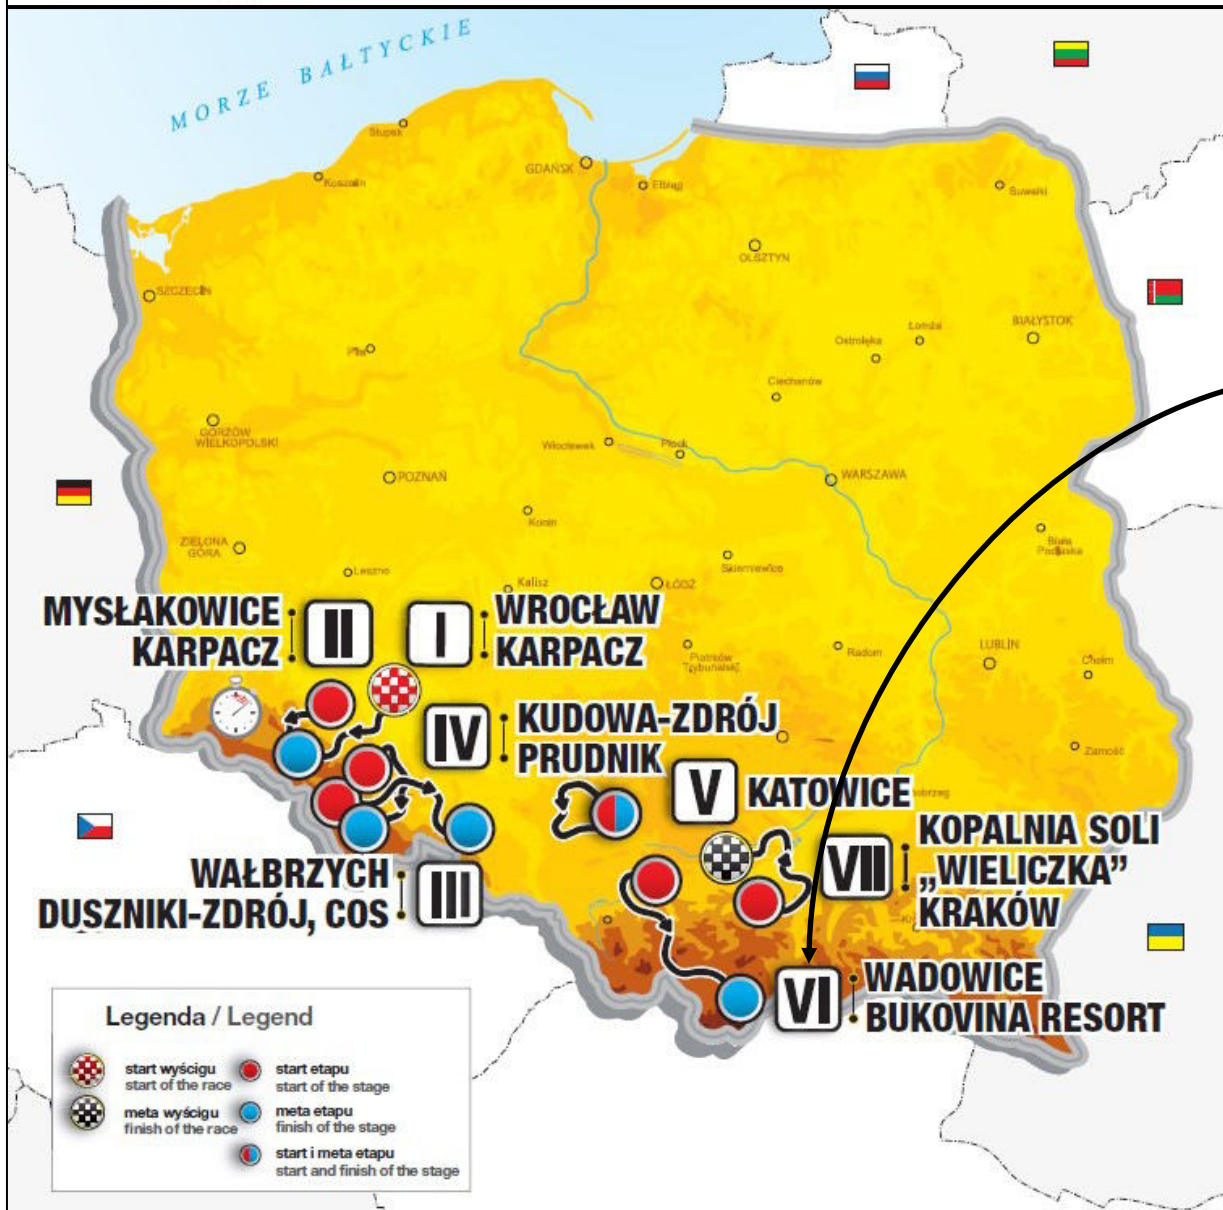 MORZE BAŁTYCKIE
Słupsk
Koszalin
GDAŃSK
Elbląg
Suwałki
OLSZTYN
SZCZECIN
BIAŁYSTOK
Łomża
Ostrołęka
Piła
Ciechanów
GORZÓW
WIELKOPOLSKI
Włocławek
Płock
POZNAŃ
WARSZAWA
Konin
ZIELONA
GÓRA
Biała
Podlaska
Leszno
Skierniewice
Kalisz
ŁÓDŹ
MYSŁAKOWICE
KARPACZ
II
I
WROCŁAW
KARPACZ
Piotrków
Trybunalski
Radom
LUBLIN
Chełm
IV
KUDOWA-ZDRÓJ
PRUDNIK
Zamość
V
KATOWICE
VII
KOPALNIA SOLI
„WIELICZKA”
KRAKÓW
WAŁBRZYCH
DUSZNIKI-ZDRÓJ, COS
III
VI
WADOWICE
BUKOVINA RESORT
Legenda / Legend
start wyścigu
start of the race
meta wyścigu
finish of the race
start etapu
start of the stage
meta etapu
finish of the stage
start i meta etapu
start and finish of the stage